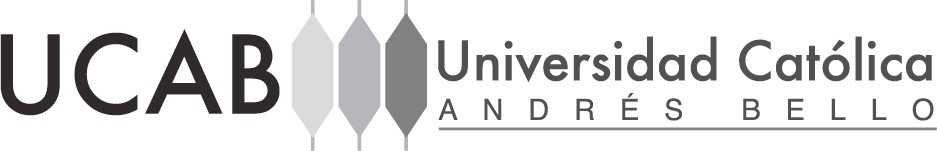 UCAB
Universidad Católica
ANDRÉS BELLO